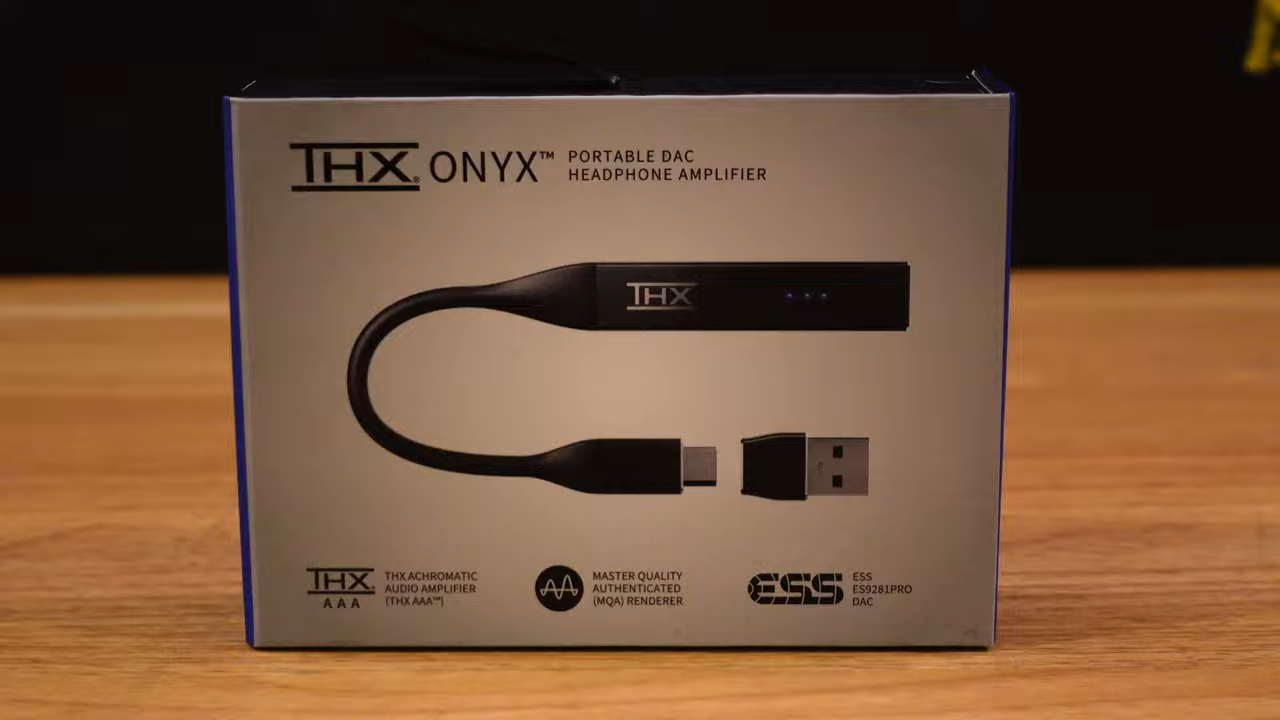 THX® ONYX™ PORTABLE DAC
HEADPHONE AMPLIFIER
THX
THX®
AAA
THX ACHROMATIC
AUDIO AMPLIFIER
(THX AAA™)
MASTER QUALITY
AUTHENTICATED
(MQA) RENDERER
ESS
ESS
ES9281PRO
DAC